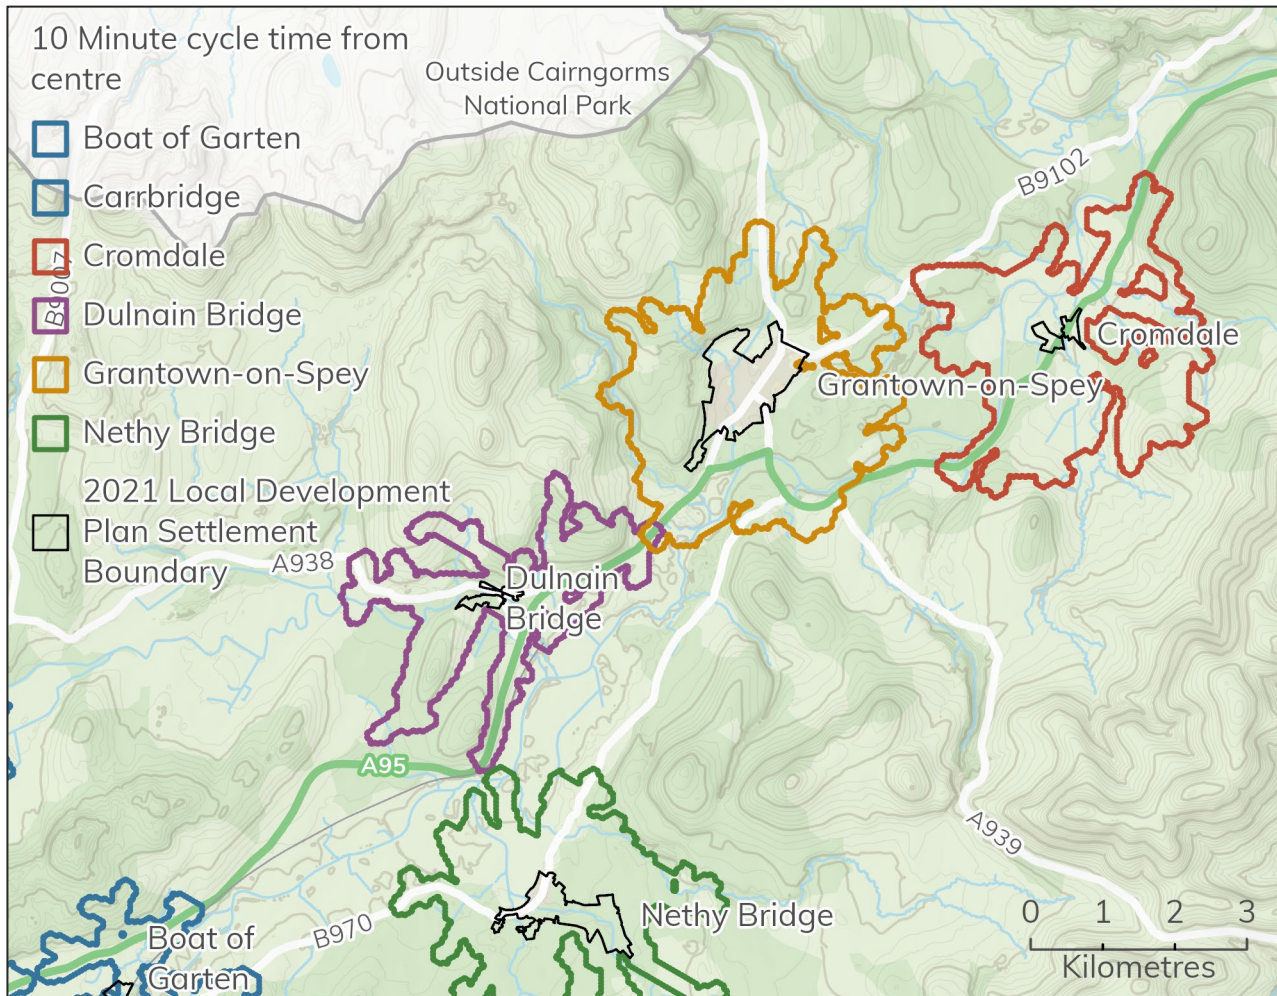 10 Minute cycle time from
centre
Boat of Garten
Carrbridge
Cromdale
Dulnain Bridge
Grantown-on-Spey
Nethy Bridge
2021 Local Development
Plan Settlement
Boundary
Outside Cairngorms
National Park
B9007
B9102
Cromdale
Grantown-on-Spey
A938
Dulnain
Bridge
A95
A939
Nethy Bridge
B970
Boat of
Garten
0 1 2 3
Kilometres